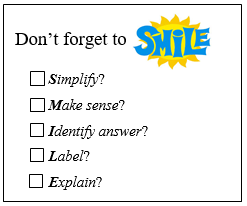 Don't forget to SMILE
Simplify?
Make sense?
Identify answer?
Label?
Explain?